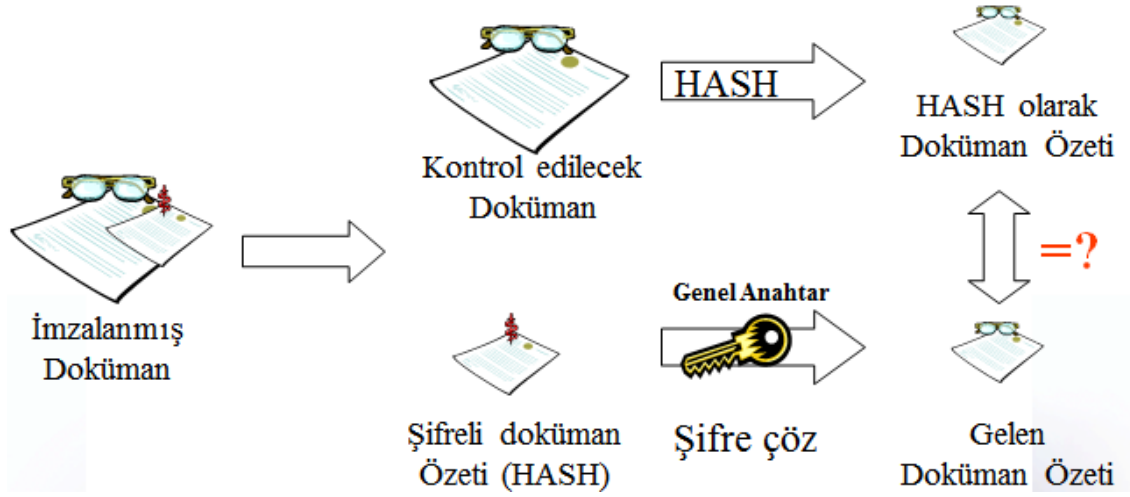 HASH
HASH olarak
Doküman Özeti
Kontrol edilecek
Doküman
=?
İmzalanmış
Doküman
Genel Anahtar
Şifreli doküman
Özeti (HASH)
Şifre çöz
Gelen
Doküman Özeti